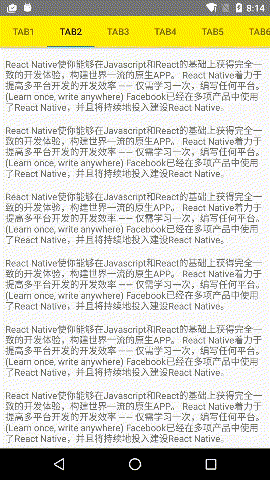 9:14
TAB1 TAB2 TAB3 TAB4 TAB5 TAB6
React Native使你能够在Javascript和React的基础上获得完全一
致的开发体验，构建世界一流的原生APP。 React Native着力于
提高多平台开发的开发效率 —— 仅需学习一次，编写任何平台。
(Learn once, write anywhere) Facebook已经在多项产品中使用
了React Native，并且将持续地投入建设React Native。
React Native使你能够在Javascript和React的基础上获得完全一
致的开发体验，构建世界一流的原生APP。 React Native着力于
提高多平台开发的开发效率 —— 仅需学习一次，编写任何平台。
(Learn once, write anywhere) Facebook已经在多项产品中使用
了React Native，并且将持续地投入建设React Native。
React Native使你能够在Javascript和React的基础上获得完全一
致的开发体验，构建世界一流的原生APP。 React Native着力于
提高多平台开发的开发效率 —— 仅需学习一次，编写任何平台。
(Learn once, write anywhere) Facebook已经在多项产品中使用
了React Native，并且将持续地投入建设React Native。
React Native使你能够在Javascript和React的基础上获得完全一
致的开发体验，构建世界一流的原生APP。 React Native着力于
提高多平台开发的开发效率 —— 仅需学习一次，编写任何平台。
(Learn once, write anywhere) Facebook已经在多项产品中使用
了React Native，并且将持续地投入建设React Native。
React Native使你能够在Javascript和React的基础上获得完全一
致的开发体验，构建世界一流的原生APP。 React Native着力于
提高多平台开发的开发效率 —— 仅需学习一次，编写任何平台。
(Learn once, write anywhere) Facebook已经在多项产品中使用
了React Native，并且将持续地投入建设React Native。
React Native使你能够在Javascript和React的基础上获得完全一
致的开发体验，构建世界一流的原生APP。 React Native着力于
提高多平台开发的开发效率 —— 仅需学习一次，编写任何平台。
(Learn once, write anywhere) Facebook已经在多项产品中使用
了React Native，并且将持续地投入建设React Native。